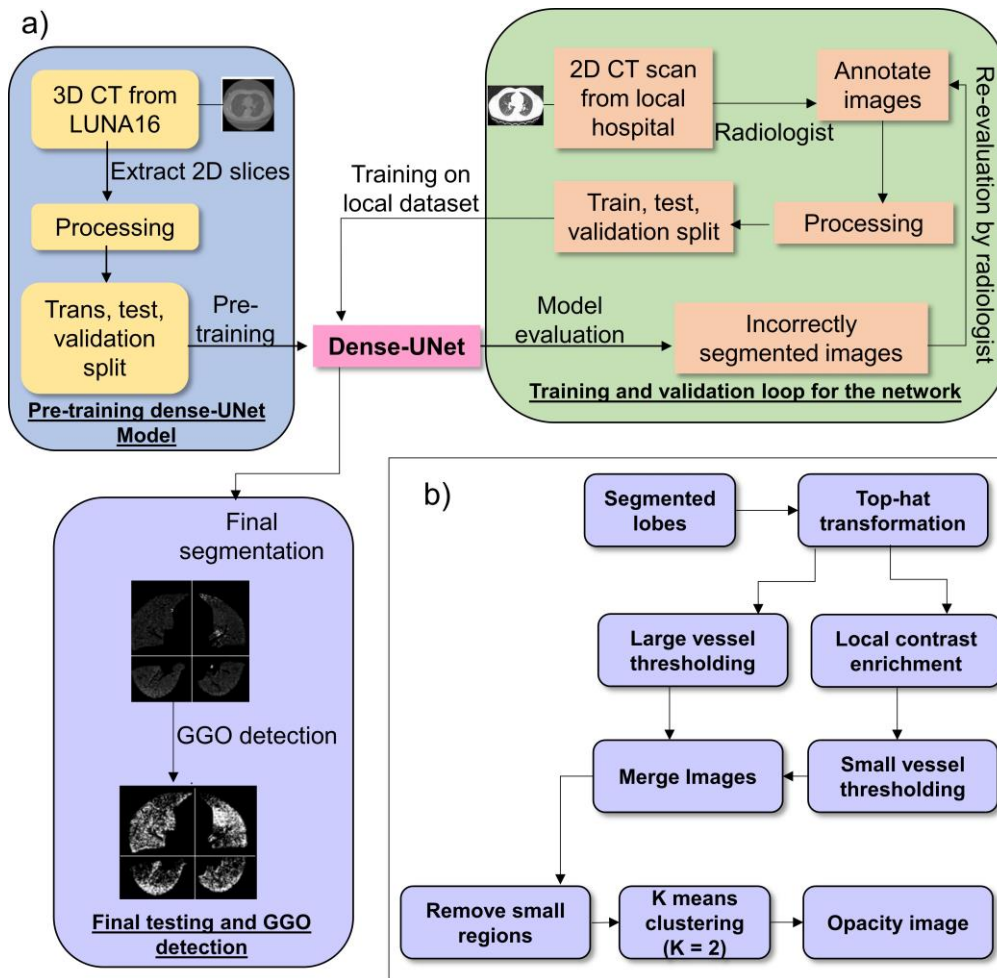 a)
3D CT from
LUNA16
Extract 2D slices
Processing
Trans, test,
validation
split
Pre-
training
Pre-training dense-UNet
Model
2D CT scan
from local
hospital
Radiologist
Annotate
images
Re-evaluation by radiologist
Processing
Train, test,
validation split
Training on
local dataset
Dense-UNet
Model
evaluation
Incorrectly
segmented images
Training and validation loop for the network
Final
segmentation
GGO detection
Final testing and GGO
detection
b)
Segmented
lobes
Top-hat
transformation
Large vessel
thresholding
Local contrast
enrichment
Merge Images
Small vessel
thresholding
Remove small
regions
K means
clustering
(K = 2)
Opacity image